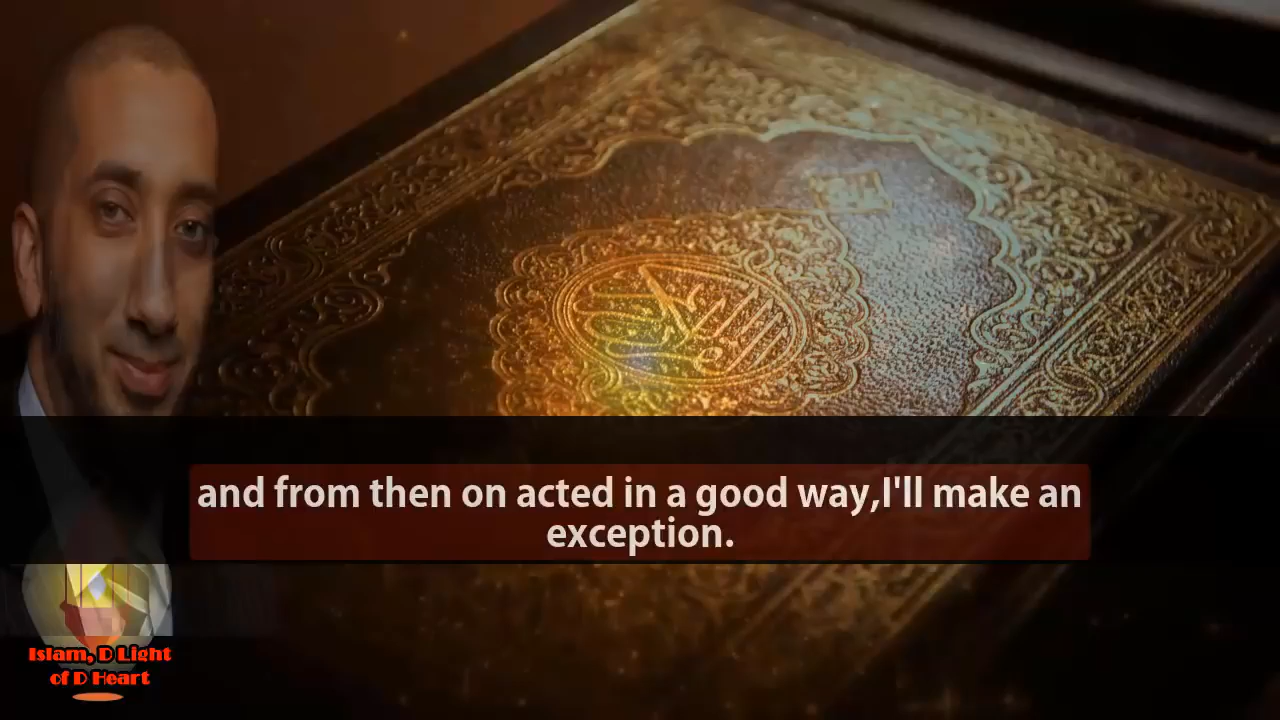 and from then on acted in a good way,I'll make an
exception.
Islam, D Light
of D Heart